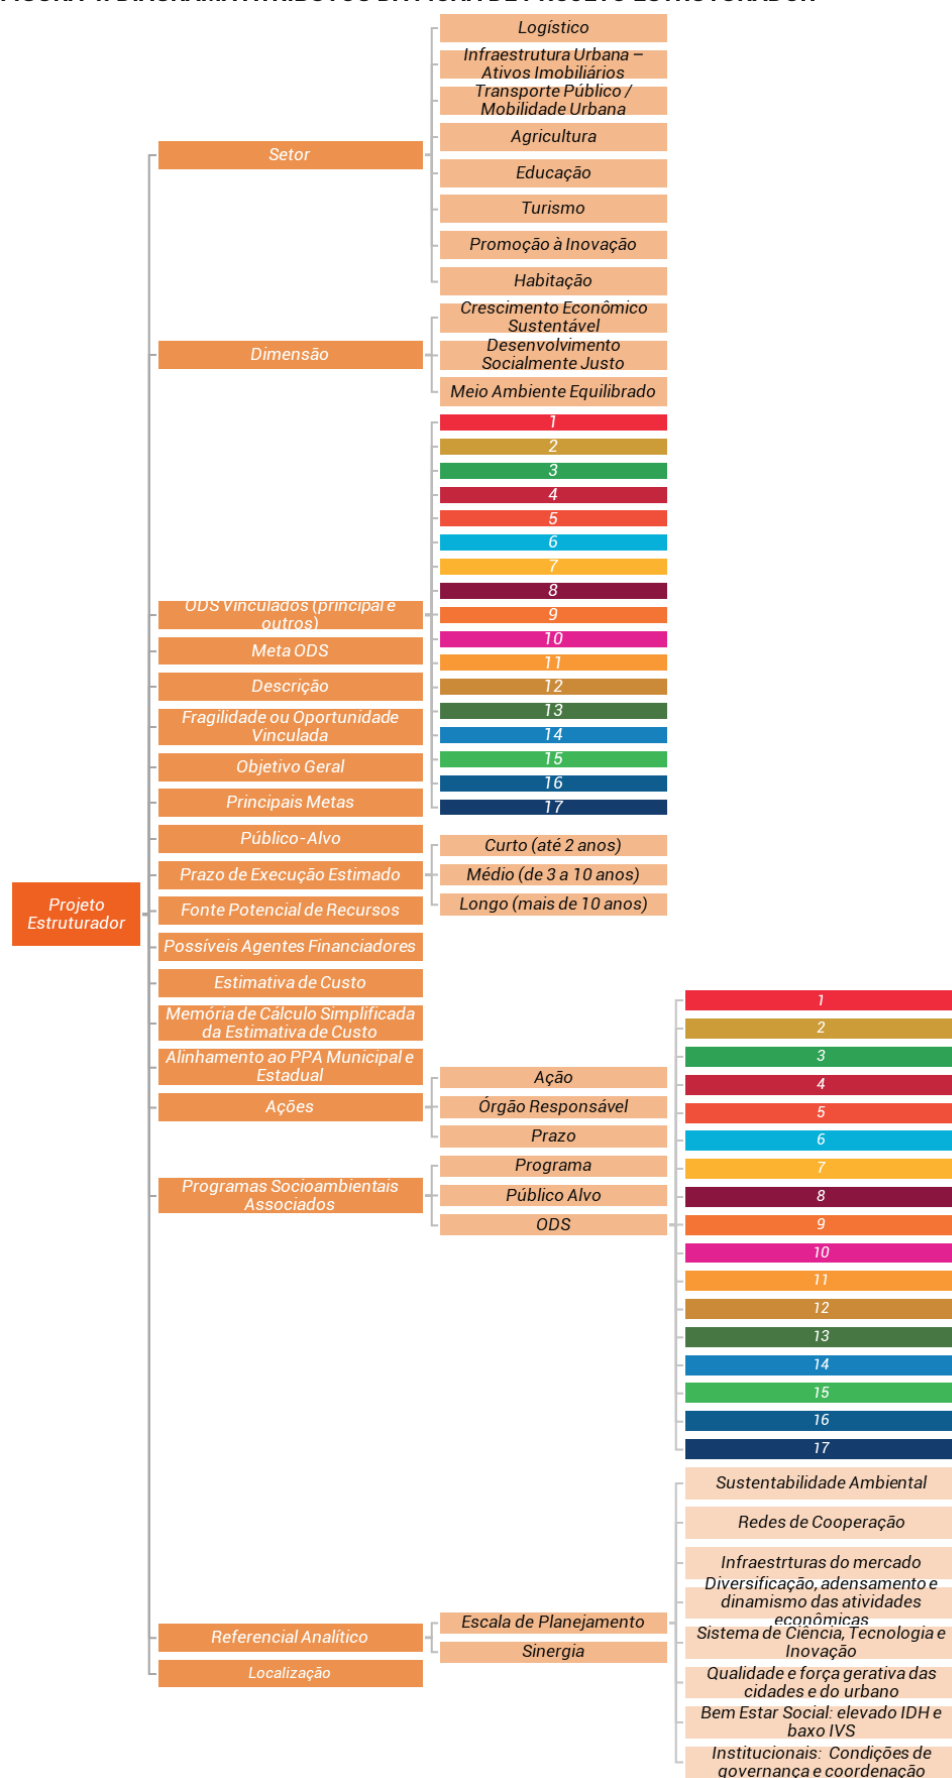 Logístico
Infraestrutura Urbana –
Ativos Imobiliários
Transporte Público /
Mobilidade Urbana
Agricultura
Setor
Educação
Turismo
Promoção à Inovação
Habitação
Crescimento Econômico
Sustentável
Dimensão
Desenvolvimento
Socialmente Justo
Meio Ambiente Equilibrado
1
2
3
4
5
6
7
8
9
10
11
12
13
14
15
16
17
ODS Vinculados (principal e
outros)
Meta ODS
Descrição
Fragilidade ou Oportunidade
Vinculada
Objetivo Geral
Principais Metas
Público-Alvo
Prazo de Execução Estimado
Curto (até 2 anos)
Médio (de 3 a 10 anos)
Longo (mais de 10 anos)
Projeto
Estruturador
Fonte Potencial de Recursos
Possíveis Agentes Financiadores
Estimativa de Custo
Memória de Cálculo Simplificada
da Estimativa de Custo
Alinhamento ao PPA Municipal e
Estadual
Ações
Ação
Órgão Responsável
Prazo
Programas Socioambientais
Associados
Programa
Público Alvo
ODS
1
2
3
4
5
6
7
8
9
10
11
12
13
14
15
16
17
Referencial Analítico
Localização
Escala de Planejamento
Sinergia
Sustentabilidade Ambiental
Redes de Cooperação
Infraestrturas do mercado
Diversificação, adensamento e
dinamismo das atividades
econômicas
Sistema de Ciência, Tecnologia e
Inovação
Qualidade e força gerativa das
cidades e do urbano
Bem Estar Social: elevado IDH e
baxo IVS
Institucionais: Condições de
governança e coordenação